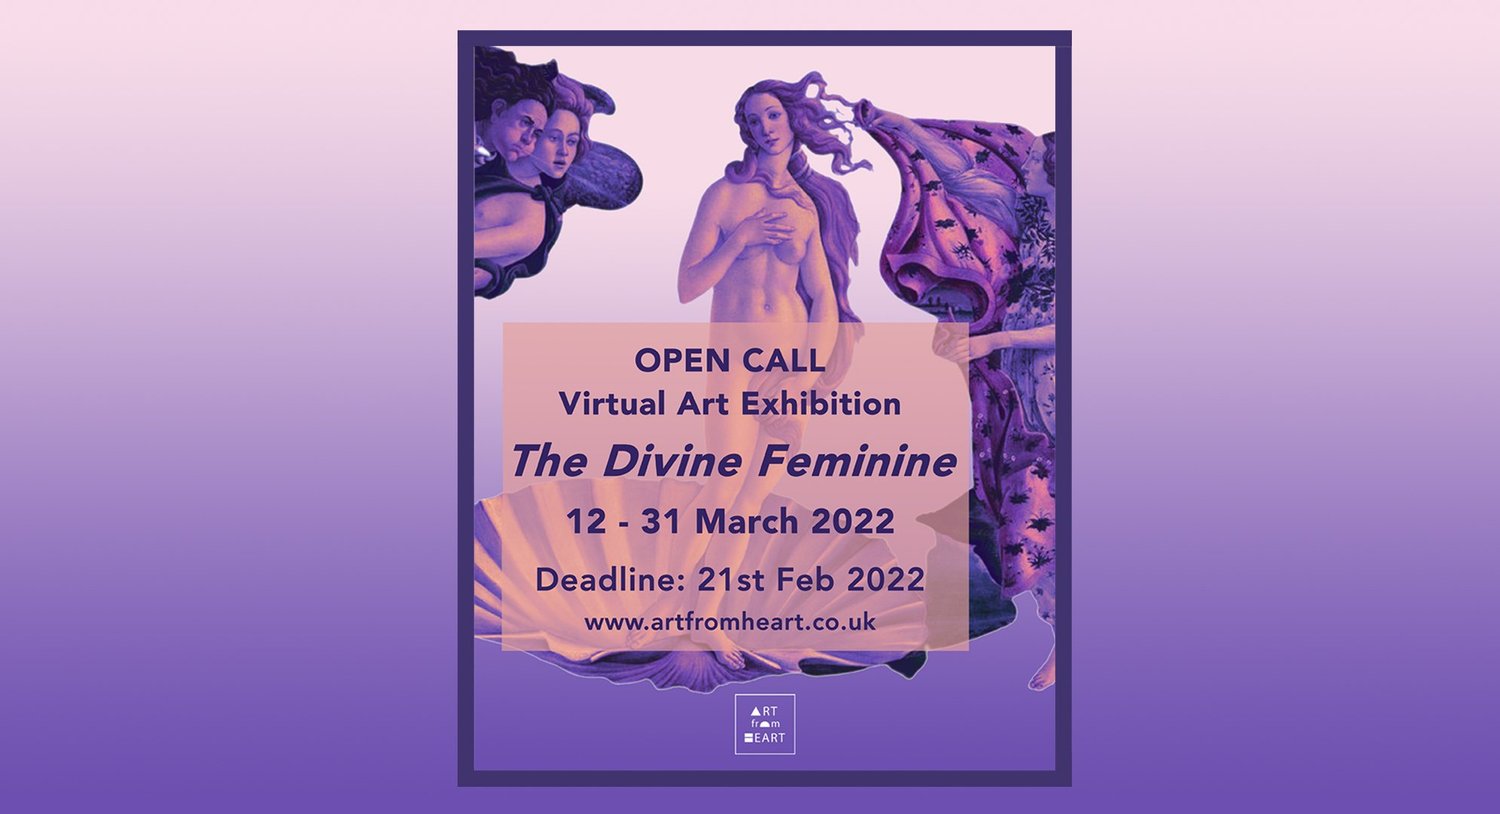 OPEN CALL
Virtual Art Exhibition
The Divine Feminine
12 - 31 March 2022
Deadline: 21st Feb 2022
www.artfromheart.co.uk
ART
from
HEART